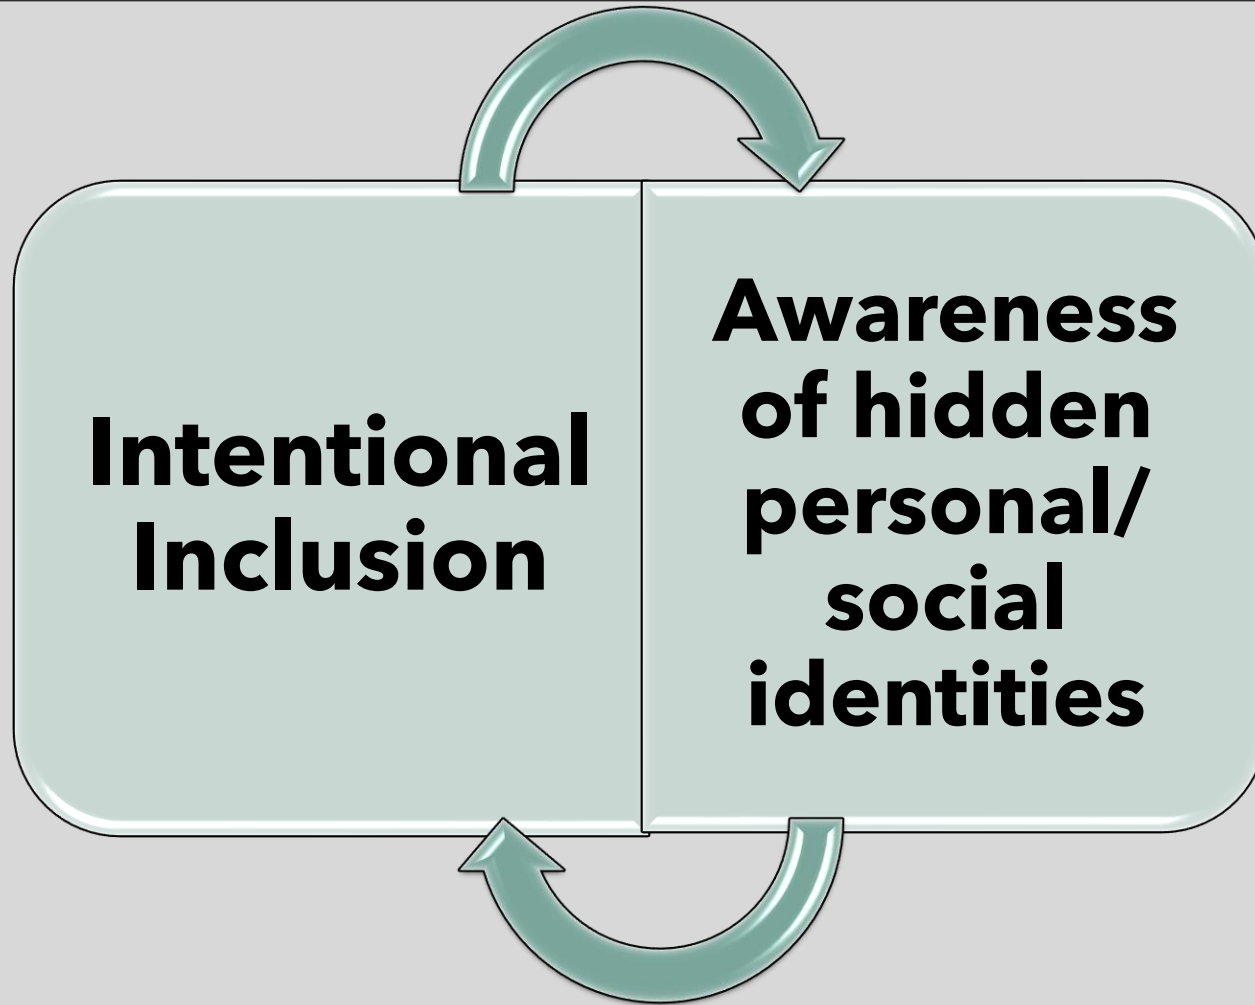 Intentional
Inclusion
Awareness
of hidden
personal/
social
identities